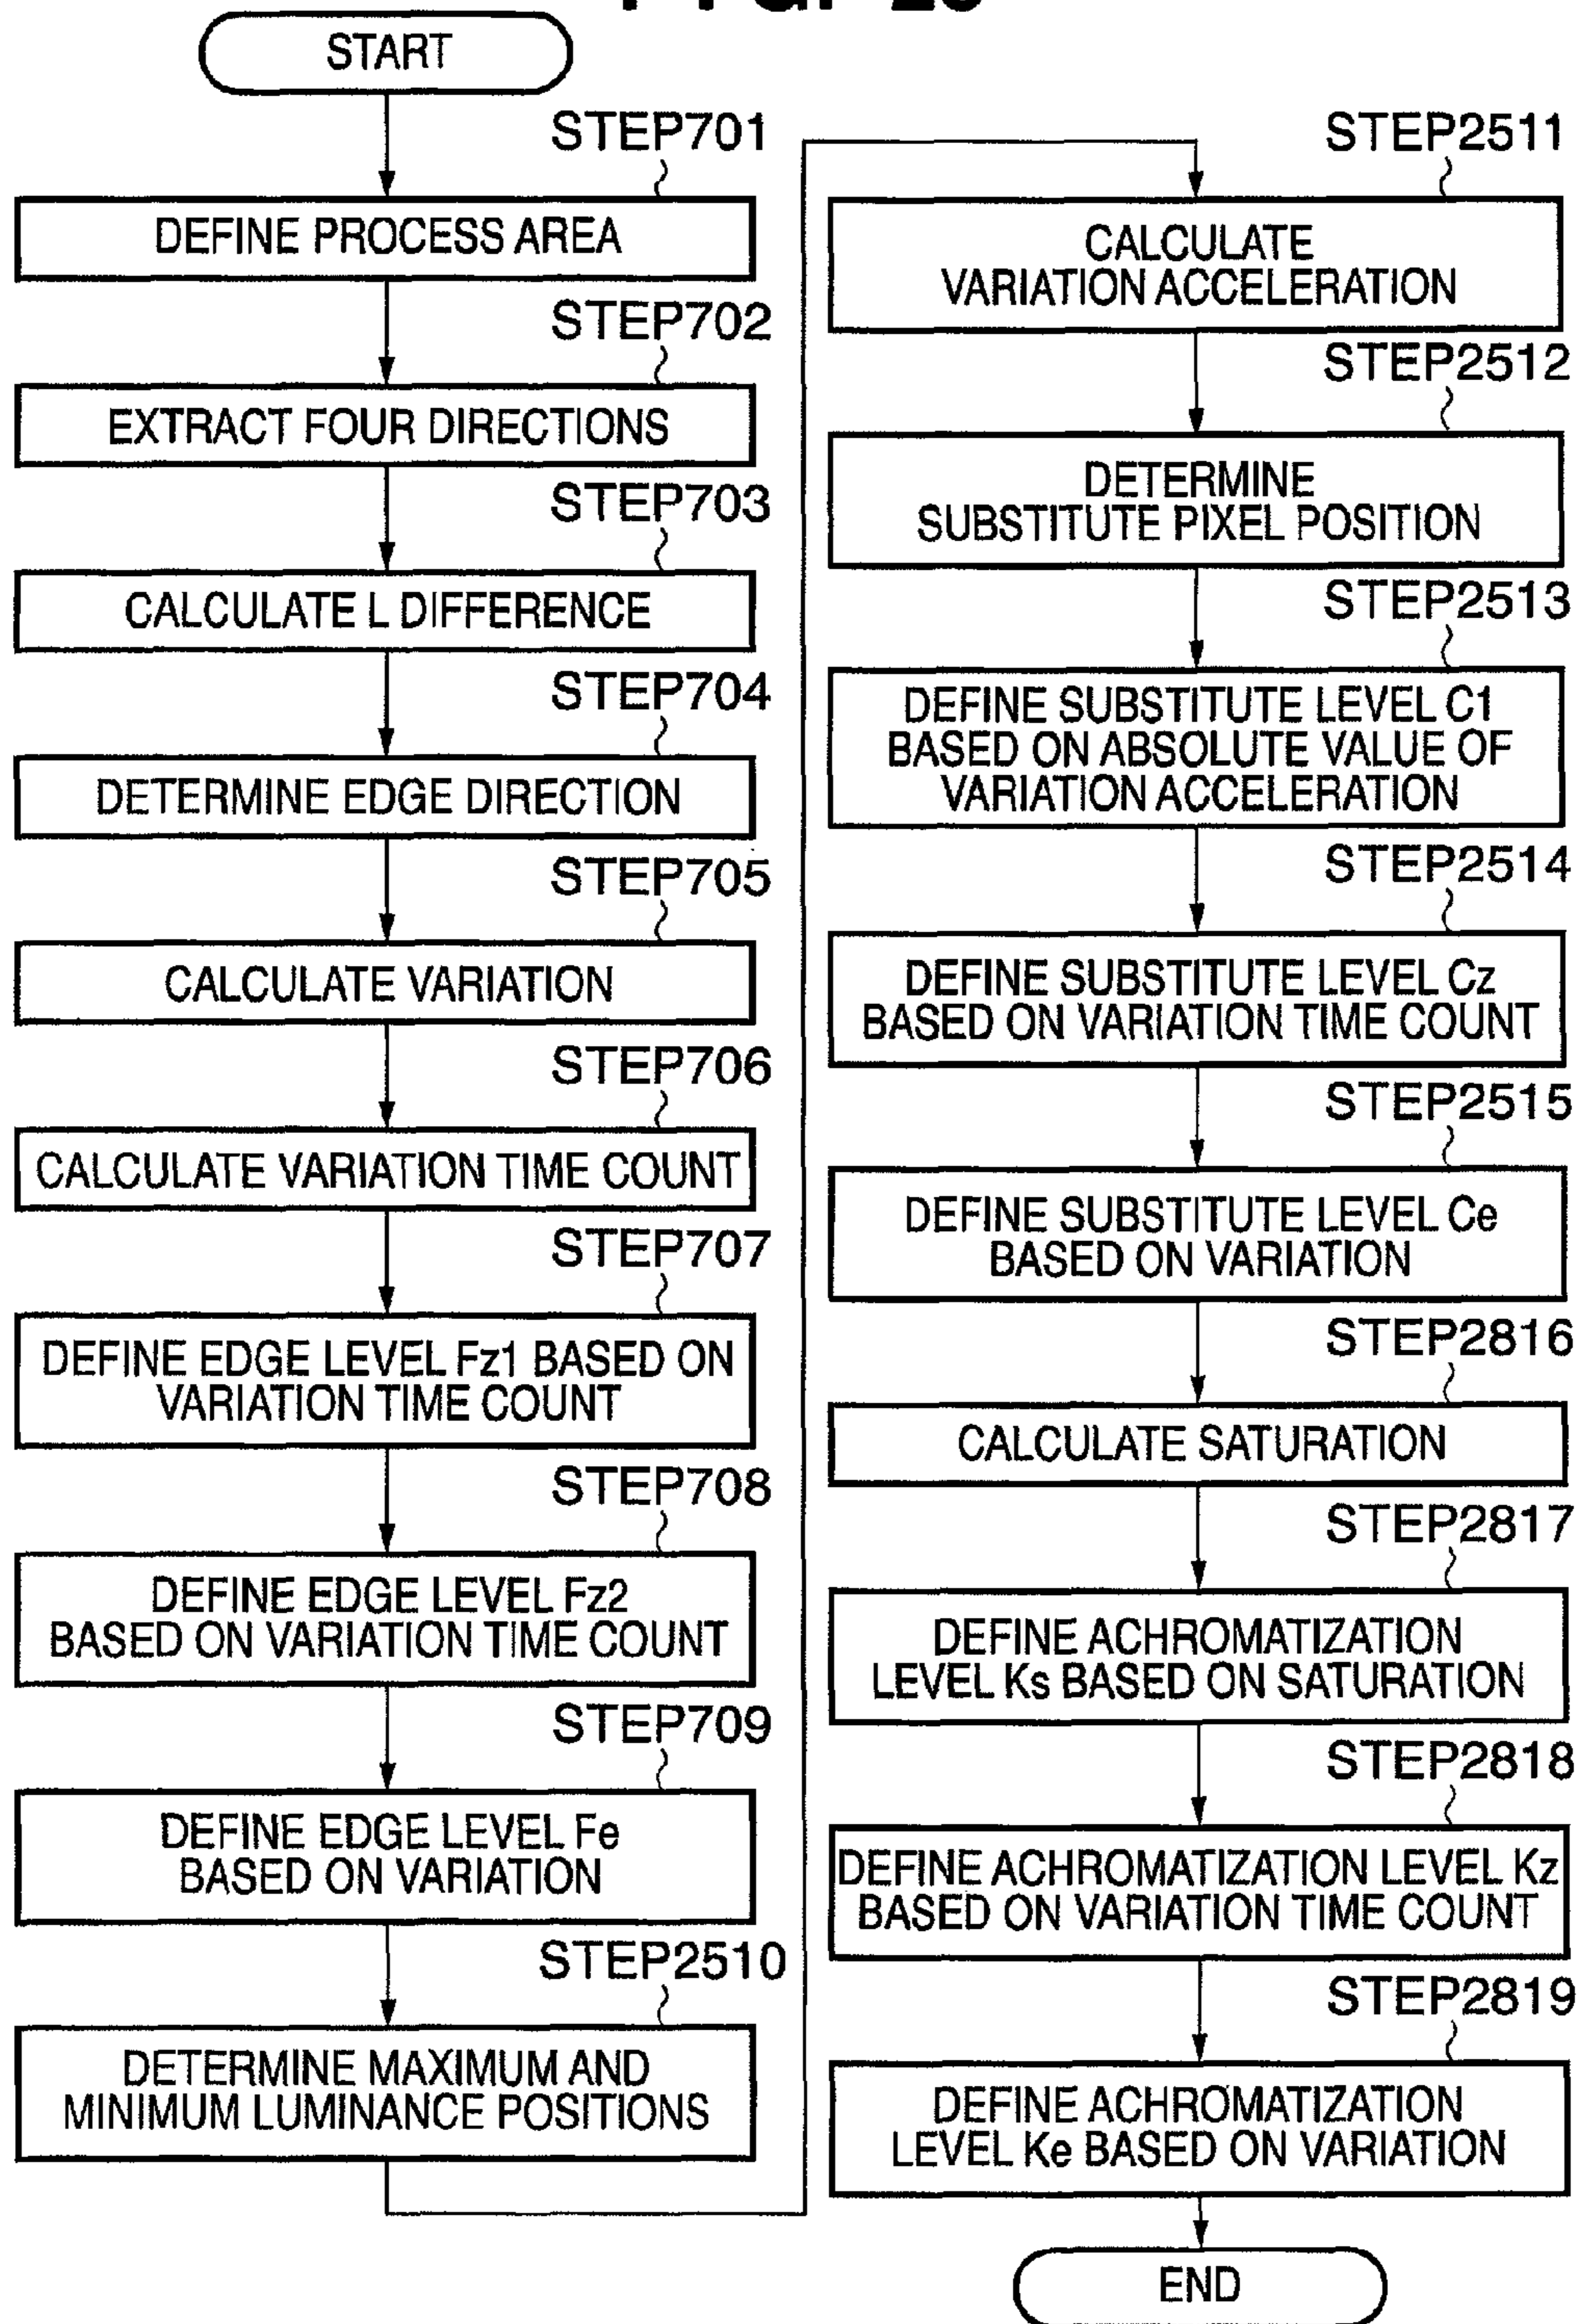 START
STEP701
DEFINE PROCESS AREA
STEP702
EXTRACT FOUR DIRECTIONS
STEP703
CALCULATE L DIFFERENCE
STEP704
DETERMINE EDGE DIRECTION
STEP705
CALCULATE VARIATION
STEP706
CALCULATE VARIATION TIME COUNT
STEP707
DEFINE EDGE LEVEL Fz1 BASED ON
VARIATION TIME COUNT
STEP708
DEFINE EDGE LEVEL Fz2
BASED ON VARIATION TIME COUNT
STEP709
DEFINE EDGE LEVEL Fe
BASED ON VARIATION
STEP2510
DETERMINE MAXIMUM AND
MINIMUM LUMINANCE POSITIONS
STEP2511
CALCULATE
VARIATION ACCELERATION
STEP2512
DETERMINE
SUBSTITUTE PIXEL POSITION
STEP2513
DEFINE SUBSTITUTE LEVEL C1
BASED ON ABSOLUTE VALUE OF
VARIATION ACCELERATION
STEP2514
DEFINE SUBSTITUTE LEVEL Cz
BASED ON VARIATION TIME COUNT
STEP2515
DEFINE SUBSTITUTE LEVEL Ce
BASED ON VARIATION
STEP2816
CALCULATE SATURATION
STEP2817
DEFINE ACHROMATIZATION
LEVEL Ks BASED ON SATURATION
STEP2818
DEFINE ACHROMATIZATION LEVEL Kz
BASED ON VARIATION TIME COUNT
STEP2819
DEFINE ACHROMATIZATION
LEVEL Ke BASED ON VARIATION
END